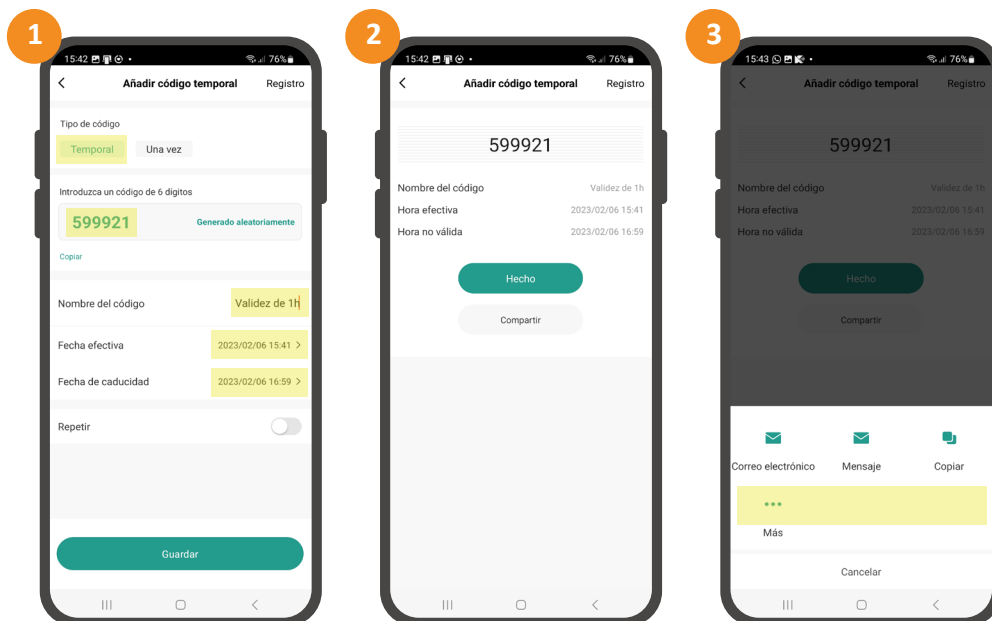 1
15:42
76%
Añadir código temporal
Registro
Tipo de código
Temporal
Una vez
Introduzca un código de 6 dígitos
599921
Generado aleatoriamente
Copiar
Nombre del código
Validez de 1h
Fecha efectiva
2023/02/06 15:41 >
Fecha de caducidad
2023/02/06 16:59 >
Repetir
Guardar
2
15:42
76%
Añadir código temporal
Registro
599921
Nombre del código
Validez de 1h
Hora efectiva
2023/02/06 15:41
Hora no válida
2023/02/06 16:59
Hecho
Compartir
3
15:43
76%
Añadir código temporal
Registro
599921
Nombre del código
Validez de 1h
Hora efectiva
2023/02/06 15:41
Hora no válida
2023/02/06 16:59
Hecho
Compartir
Correo electrónico
Mensaje
Copiar
Más
Cancelar